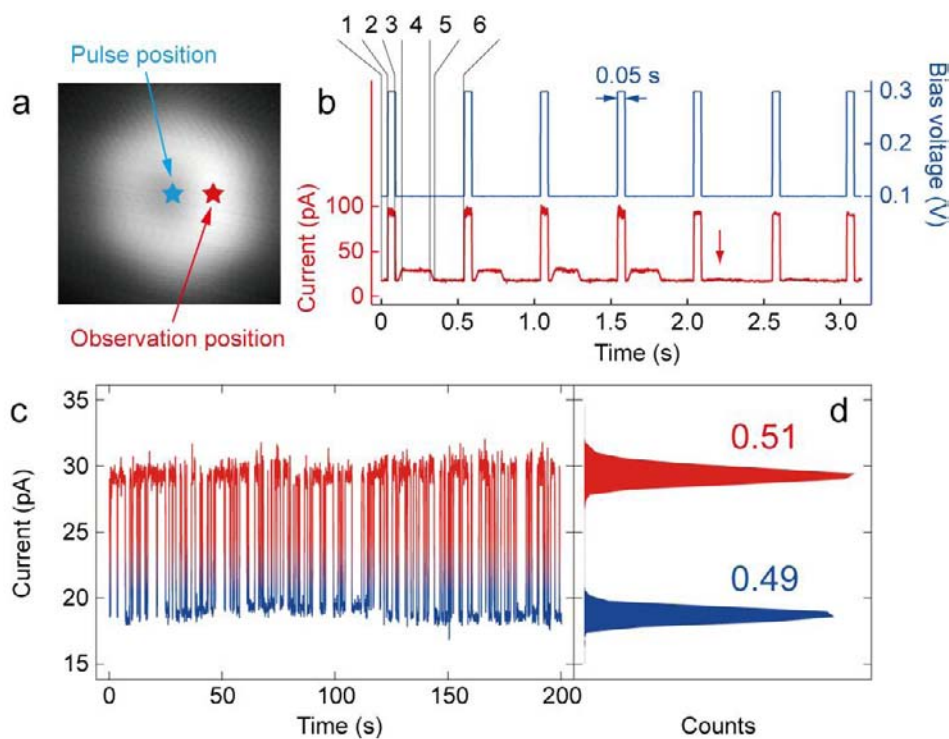 Pulse position
a
Observation position
1 2 3 4 5 6
b
0.05 s
Bias voltage (V)
0.3
0.2
0.1
Current (pA)
100
50
0
0 0.5 1.0 1.5 2.0 2.5 3.0
Time (s)
c
Current (pA)
35
30
25
20
15
0 50 100 150 200
Time (s)
d
0.51
0.49
Counts